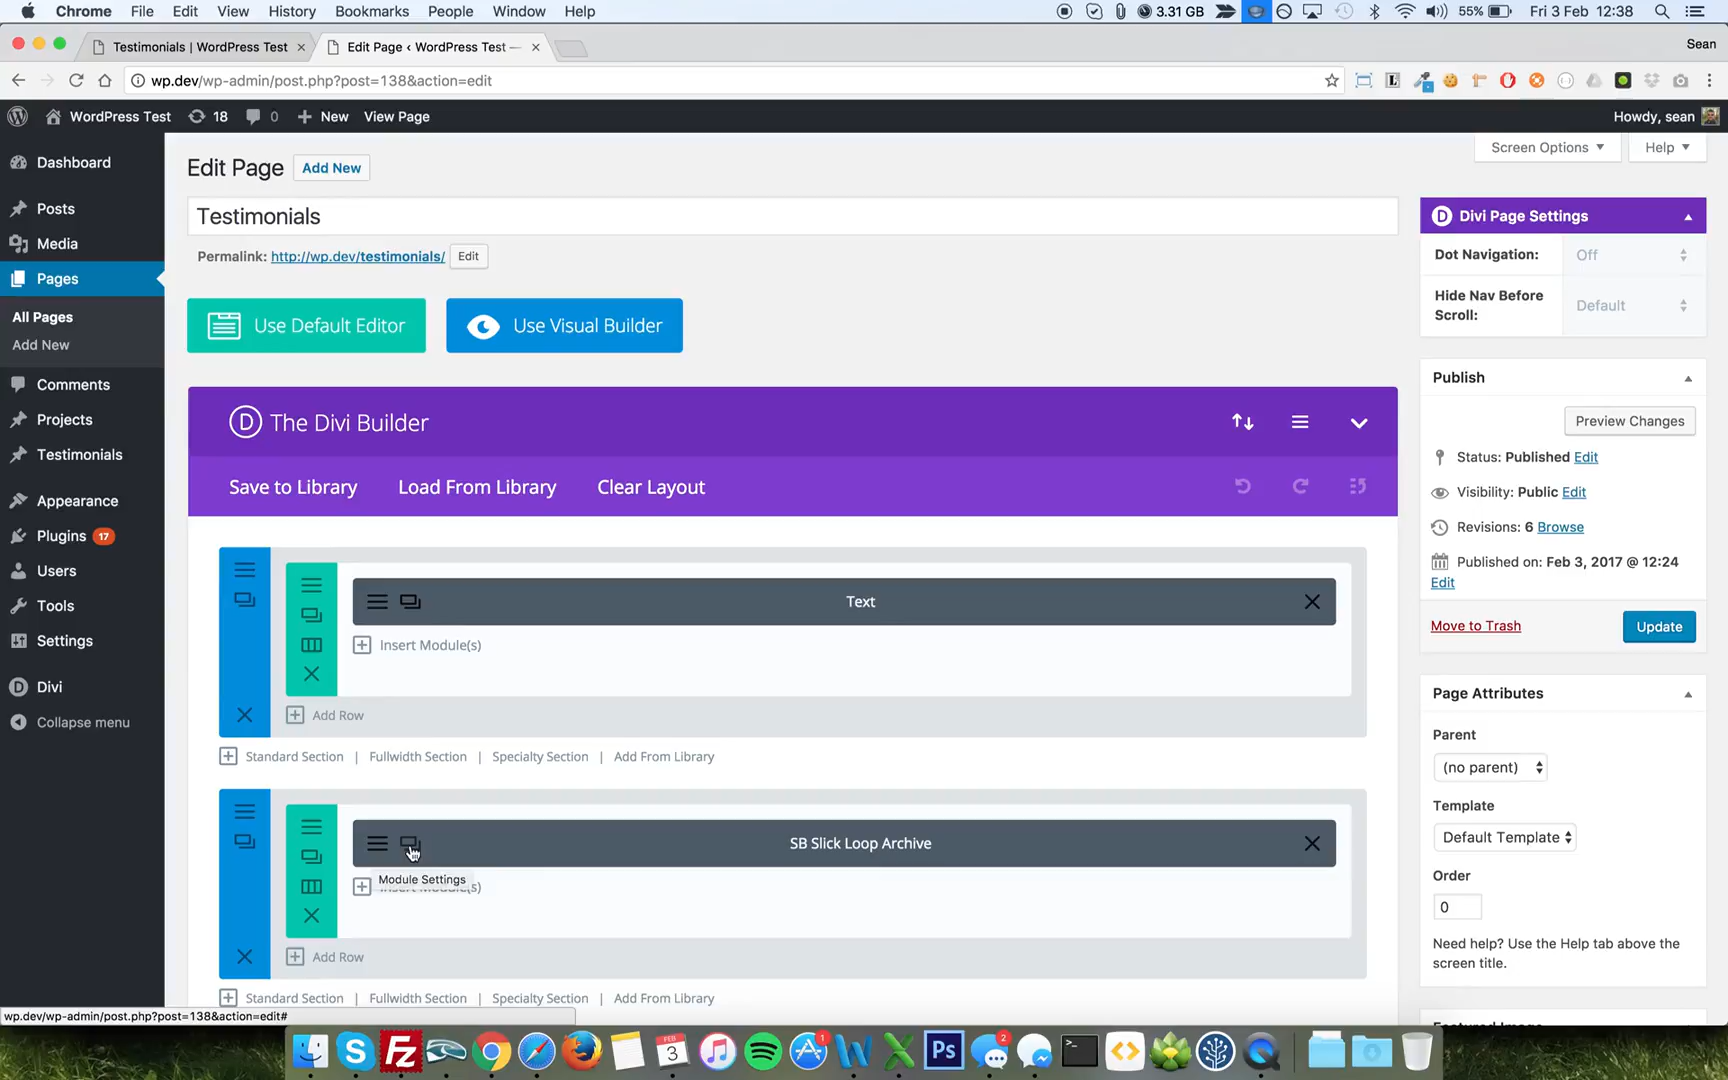 Chrome File Edit View History Bookmarks People Window Help 3.31 GB 55% Fri 3 Feb 12:38
Testimonials | WordPress Test × Edit Page ‹ WordPress Test — × Sean
wp.dev/wp-admin/post.php?post=138&action=edit
WordPress Test 18 0 New View Page Howdy, sean
Screen Options Help
Edit Page Add New
Testimonials
Permalink: http://wp.dev/testimonials/ Edit
Use Default Editor Use Visual Builder
D The Divi Builder
Save to Library Load From Library Clear Layout
Text
Insert Module(s)
Add Row
Standard Section | Fullwidth Section | Specialty Section | Add From Library
SB Slick Loop Archive
Module Settings
Insert Module(s)
Add Row
Standard Section | Fullwidth Section | Specialty Section | Add From Library
Dashboard
Posts
Media
Pages
All Pages
Add New
Comments
Projects
Testimonials
Appearance
Plugins 17
Users
Tools
Settings
D Divi
Collapse menu
D Divi Page Settings
Dot Navigation: Off
Hide Nav Before Scroll: Default
Publish
Preview Changes
Status: Published Edit
Visibility: Public Edit
Revisions: 6 Browse
Published on: Feb 3, 2017 @ 12:24
Edit
Move to Trash Update
Page Attributes
Parent
(no parent)
Template
Default Template
Order
0
Need help? Use the Help tab above the
screen title.
Featured Image
wp.dev/wp-admin/post.php?post=138&action=edit#
FEB
3
1
Ps
2